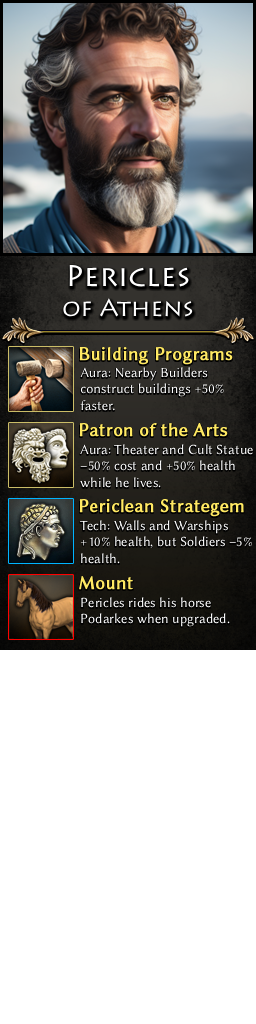 Pericles
of Athens
Building Programs
Aura: Nearby Builders
construct buildings +50%
faster.
Patron of the Arts
Aura: Theater and Cult Statue
−50% cost and +50% health
while he lives.
Periclean Strategem
Tech: Walls and Warships
+10% health, but Soldiers −5%
health.
Mount
Pericles rides his horse
Podarkes when upgraded.